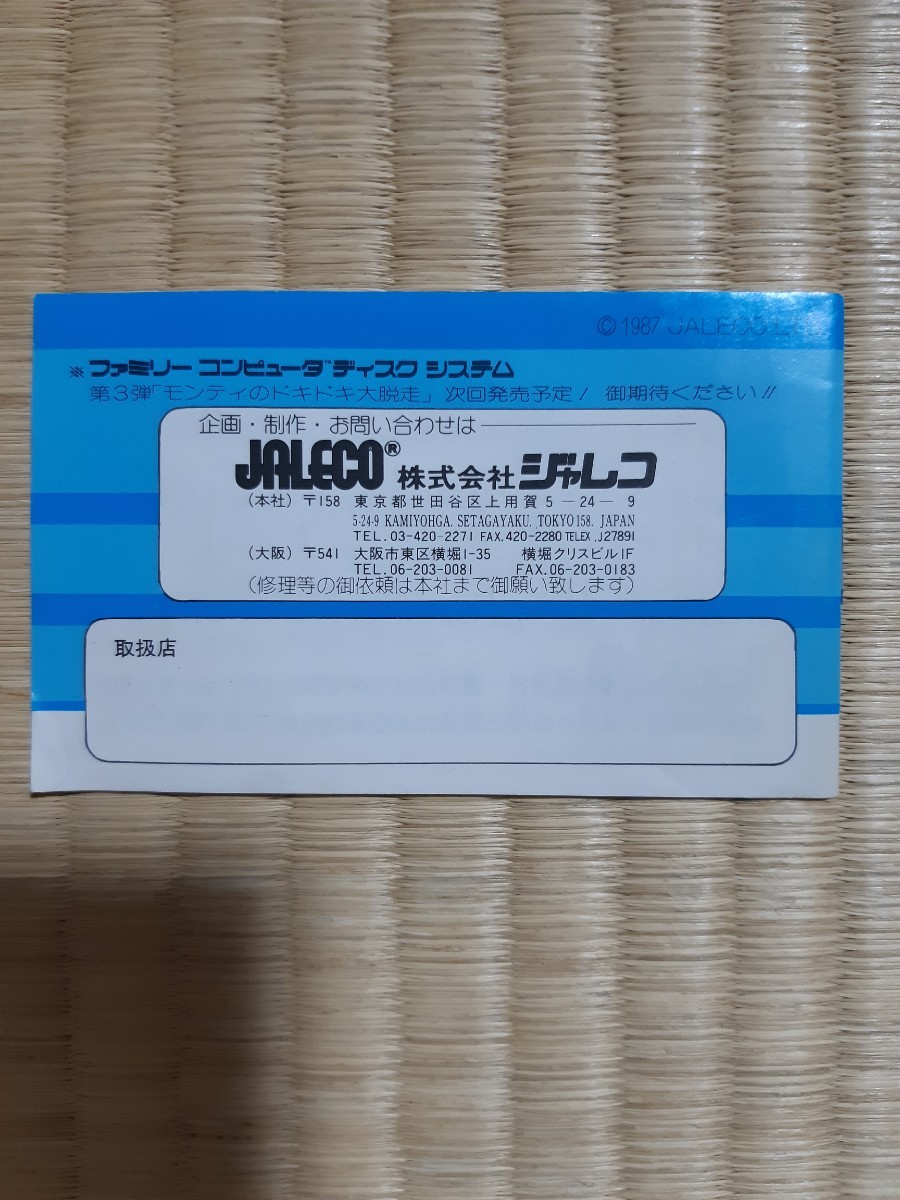 © 1987 JALECO
※ ファミリー コンピュータ ディスク システム
第3弾「モンティのドキドキ大脱走」次回発売予定! 御期待ください!!
企画・制作・お問い合わせは
JALECO® 株式会社ジャレコ
(本社) 〒158 東京都世田谷区上用賀5-24-9
5-24-9 KAMIYOHGA. SETAGAYAKU. TOKYO 158. JAPAN
TEL.03-420-2271 FAX.420-2280 TELEX.J27891
(大阪) 〒541 大阪市東区横堀1-35 横堀クリスビル1F
TEL.06-203-0081 FAX.06-203-0183
(修理等の御依頼は本社まで御願い致します)
取扱店